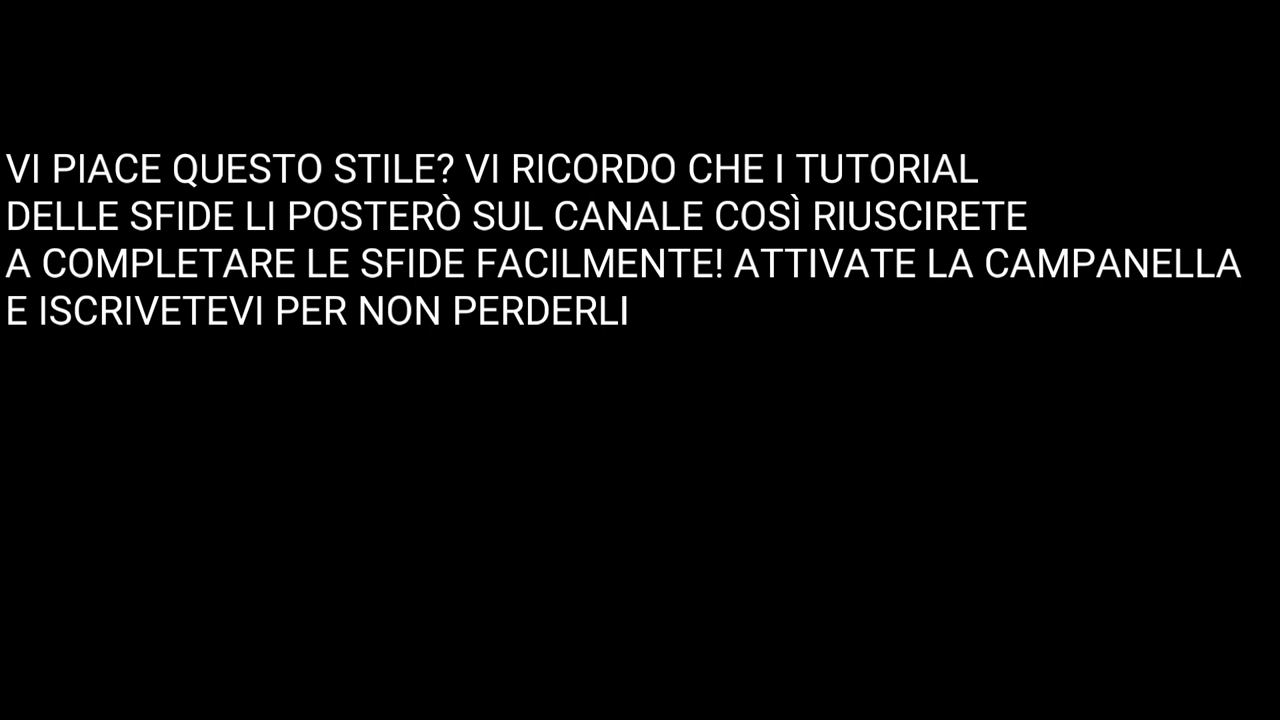 VI PIACE QUESTO STILE? VI RICORDO CHE I TUTORIAL
DELLE SFIDE LI POSTERÒ SUL CANALE COSÌ RIUSCIRETE
A COMPLETARE LE SFIDE FACILMENTE! ATTIVATE LA CAMPANELLA
E ISCRIVETEVI PER NON PERDERLI